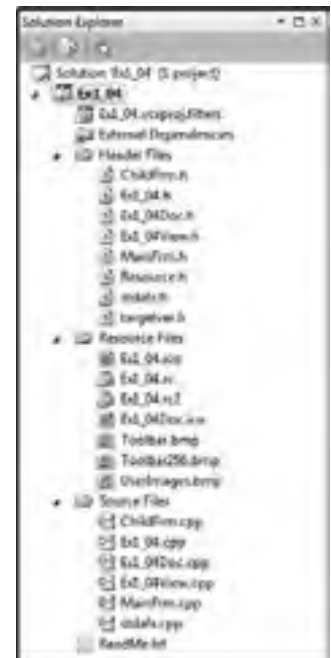 Solution Explorer
Solution 'Ex1_04' (1 project)
Ex1_04
Ex1_04.vcxproj.filters
External Dependencies
Header Files
ChildFrm.h
Ex1_04.h
Ex1_04Doc.h
Ex1_04View.h
MainFrm.h
Resource.h
stdafx.h
targetver.h
Resource Files
Ex1_04.ico
Ex1_04.rc
Ex1_04.rc2
Ex1_04Doc.ico
Toolbar.bmp
Toolbar256.bmp
UserImages.bmp
Source Files
ChildFrm.cpp
Ex1_04.cpp
Ex1_04Doc.cpp
Ex1_04View.cpp
MainFrm.cpp
stdafx.cpp
ReadMe.txt